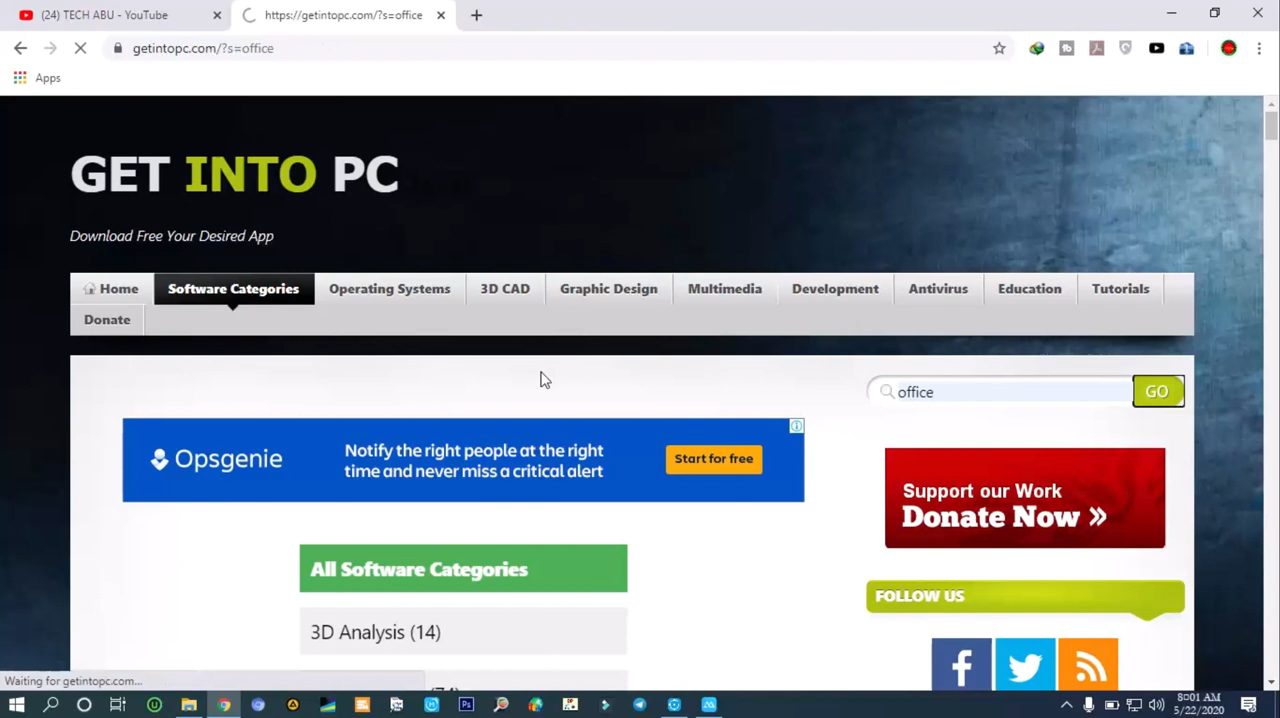 (24) TECH ABU - YouTube
https://getintopc.com/?s=office
getintopc.com/?s=office
Apps
GET INTO PC
Download Free Your Desired App
Home
Software Categories
Operating Systems
3D CAD
Graphic Design
Multimedia
Development
Antivirus
Education
Tutorials
Donate
office
GO
Opsgenie
Notify the right people at the right
time and never miss a critical alert
Start for free
Support our Work
Donate Now »
All Software Categories
FOLLOW US
3D Analysis (14)
Waiting for getintopc.com...
5/22/2020